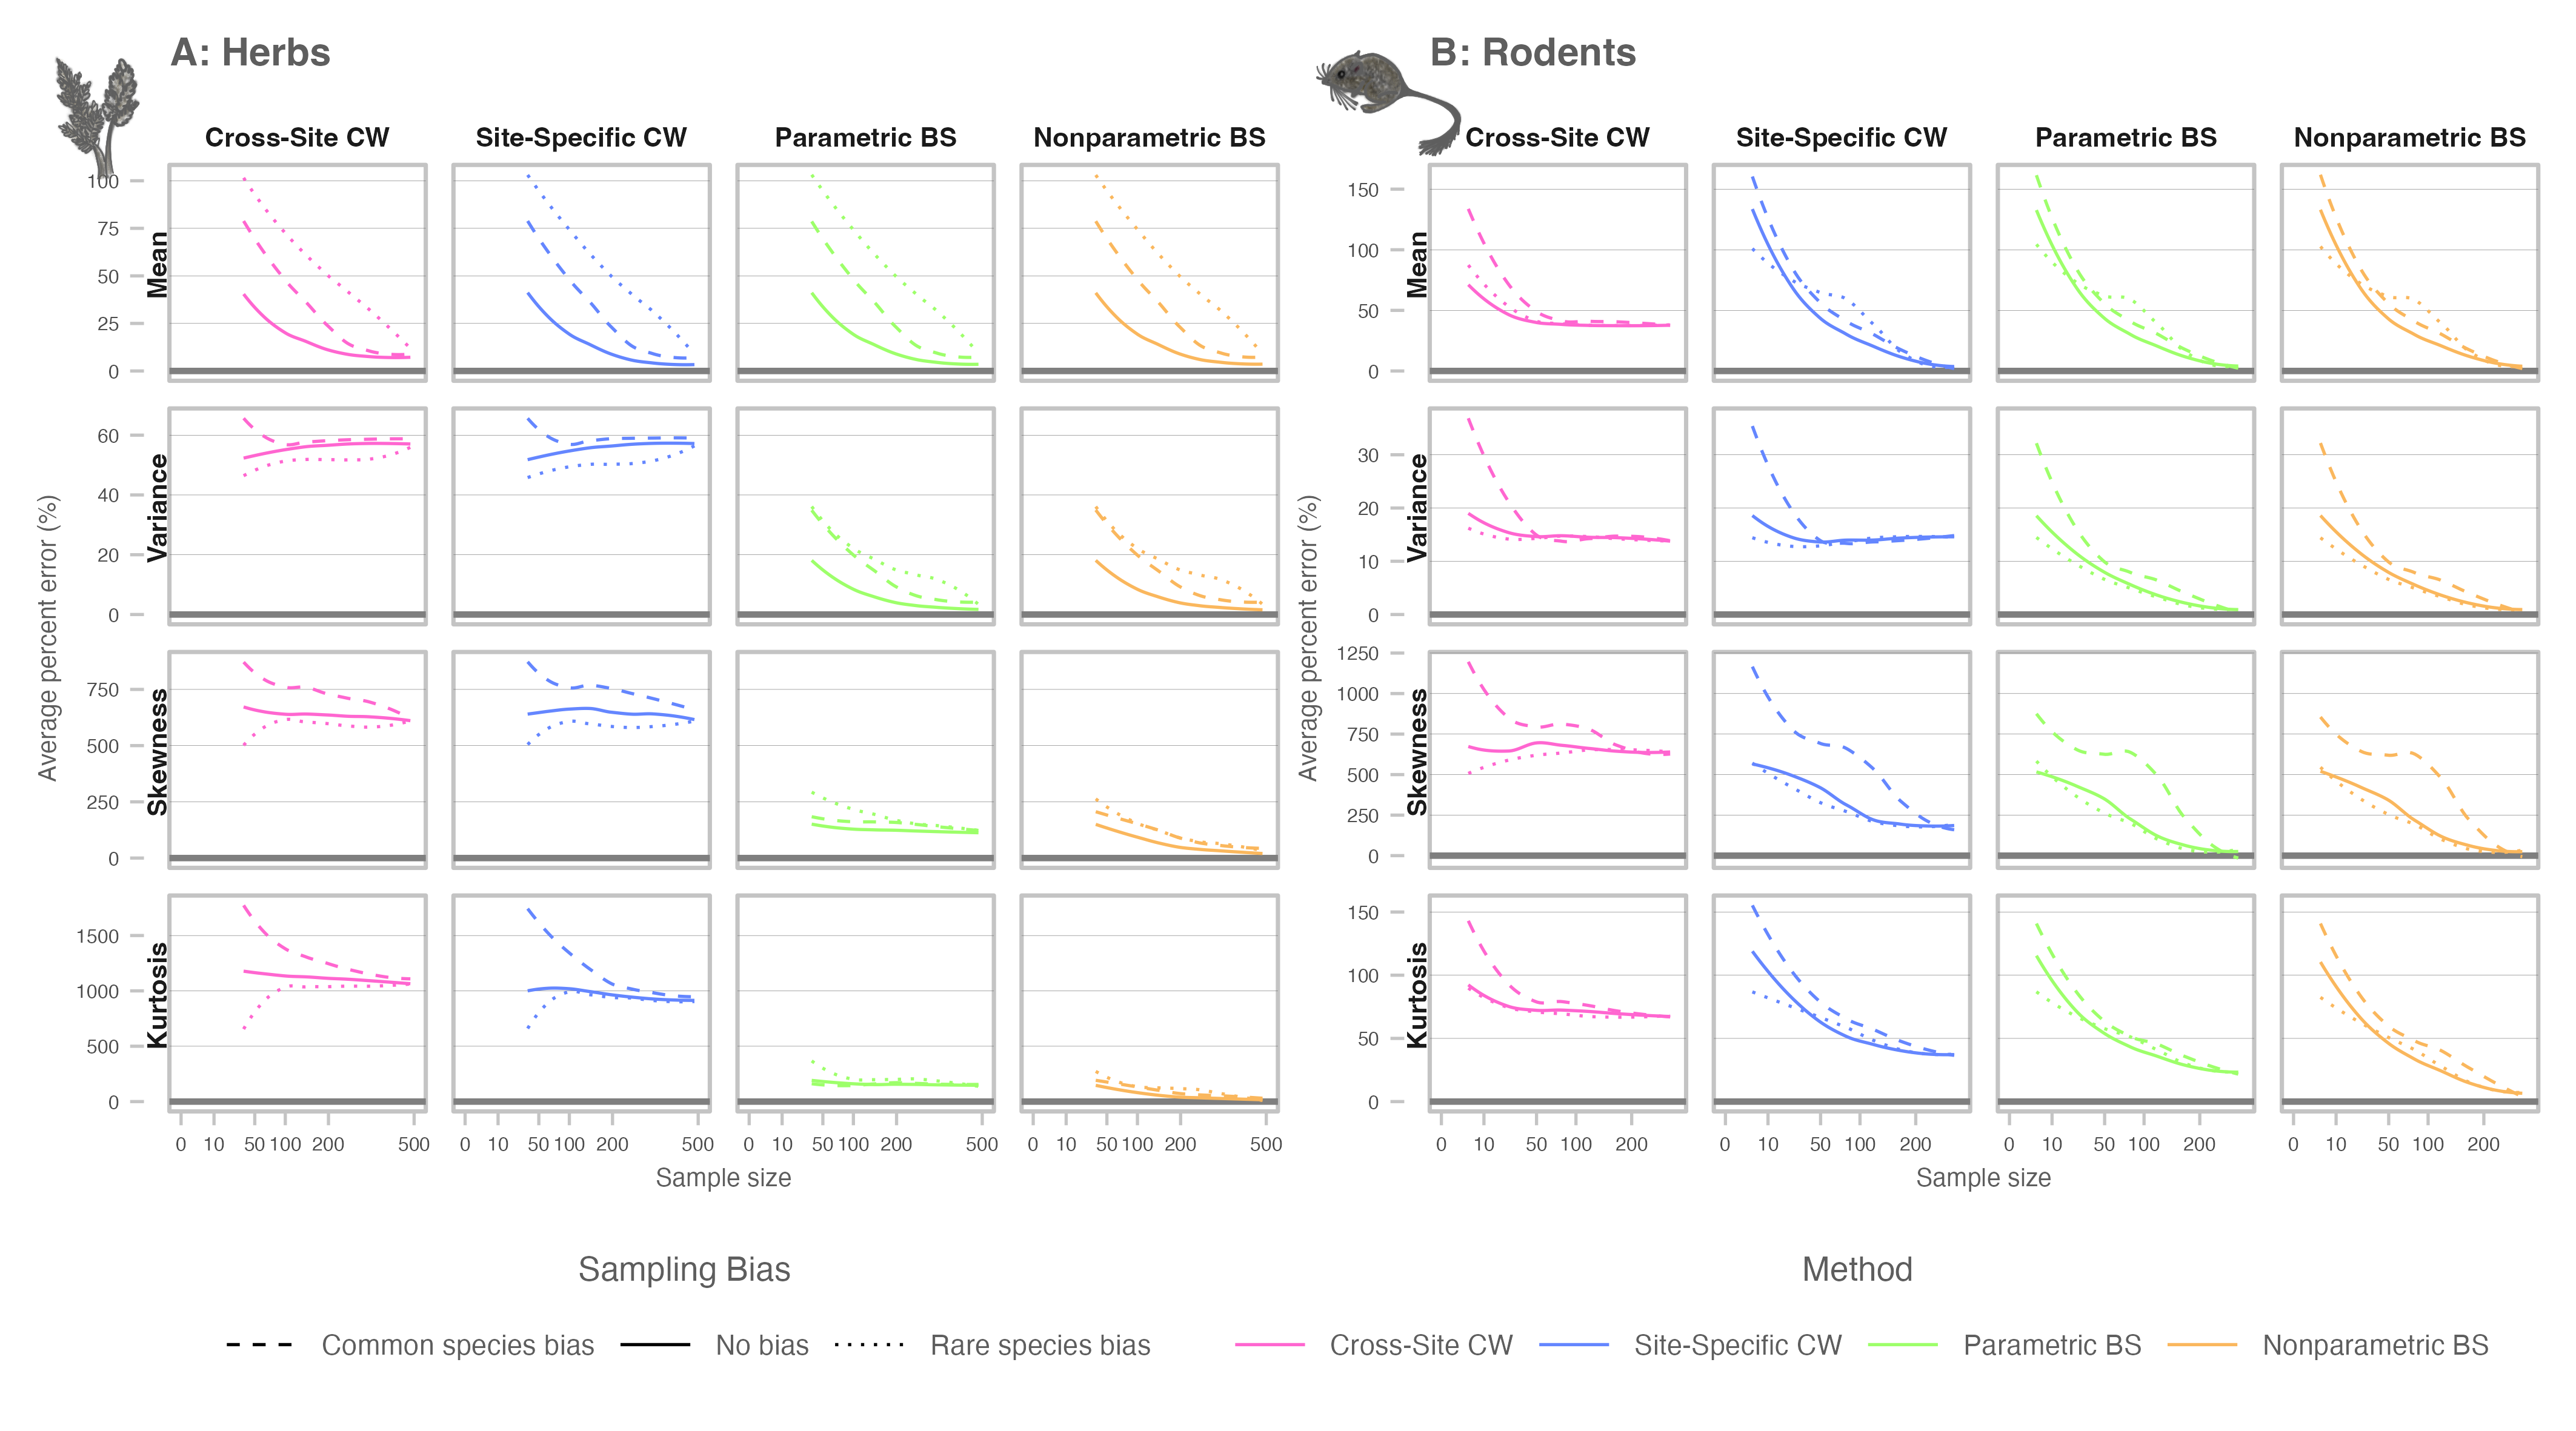 A: Herbs
B: Rodents
Cross-Site CW
Site-Specific CW
Parametric BS
Nonparametric BS
Cross-Site CW
Site-Specific CW
Parametric BS
Nonparametric BS
Average percent error (%)
Mean
100
75
50
25
0
Variance
60
40
20
0
Skewness
750
500
250
0
Kurtosis
1500
1000
500
0
0 10 50 100 200 500
0 10 50 100 200 500
0 10 50 100 200 500
0 10 50 100 200 500
Sample size
Average percent error (%)
Mean
150
100
50
0
Variance
30
20
10
0
Skewness
1250
1000
750
500
250
0
Kurtosis
150
100
50
0
0 10 50 100 200
0 10 50 100 200
0 10 50 100 200
0 10 50 100 200
Sample size
Sampling Bias
Common species bias No bias Rare species bias
Method
Cross-Site CW Site-Specific CW Parametric BS Nonparametric BS